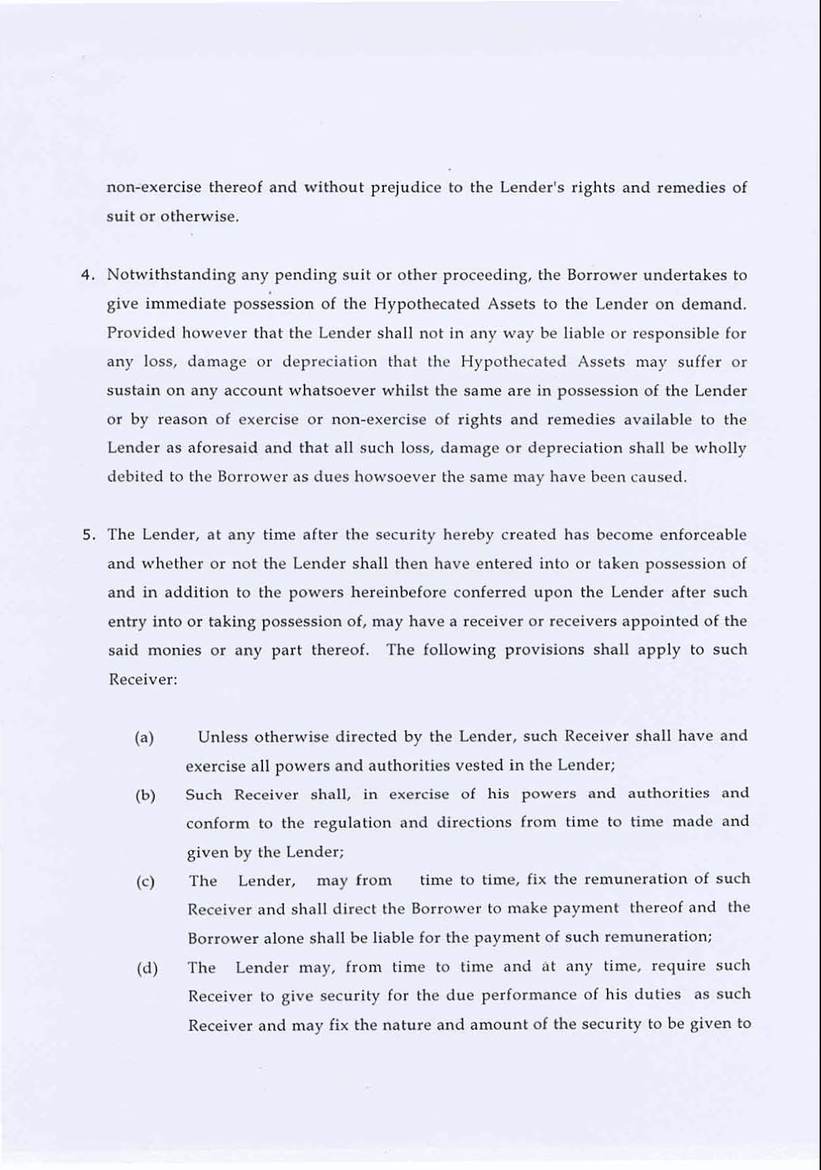 non-exercise thereof and without prejudice to the Lender's rights and remedies of
suit or otherwise.
4. Notwithstanding any pending suit or other proceeding, the Borrower undertakes to
give immediate possession of the Hypothecated Assets to the Lender on demand.
Provided however that the Lender shall not in any way be liable or responsible for
any loss, damage or depreciation that the Hypothecated Assets may suffer or
sustain on any account whatsoever whilst the same are in possession of the Lender
or by reason of exercise or non-exercise of rights and remedies available to the
Lender as aforesaid and that all such loss, damage or depreciation shall be wholly
debited to the Borrower as dues howsoever the same may have been caused.
5. The Lender, at any time after the security hereby created has become enforceable
and whether or not the Lender shall then have entered into or taken possession of
and in addition to the powers hereinbefore conferred upon the Lender after such
entry into or taking possession of, may have a receiver or receivers appointed of the
said monies or any part thereof. The following provisions shall apply to such
Receiver:
(a) Unless otherwise directed by the Lender, such Receiver shall have and
exercise all powers and authorities vested in the Lender;
(b) Such Receiver shall, in exercise of his powers and authorities and
conform to the regulation and directions from time to time made and
given by the Lender;
(c) The Lender, may from time to time, fix the remuneration of such
Receiver and shall direct the Borrower to make payment thereof and the
Borrower alone shall be liable for the payment of such remuneration;
(d) The Lender may, from time to time and at any time, require such
Receiver to give security for the due performance of his duties as such
Receiver and may fix the nature and amount of the security to be given to